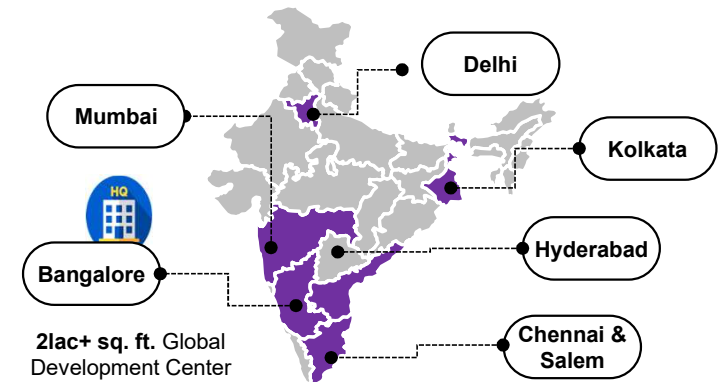 Delhi
Mumbai
Kolkata
HQ
Hyderabad
Bangalore
2lac+ sq. ft. Global
Development Center
Chennai &
Salem